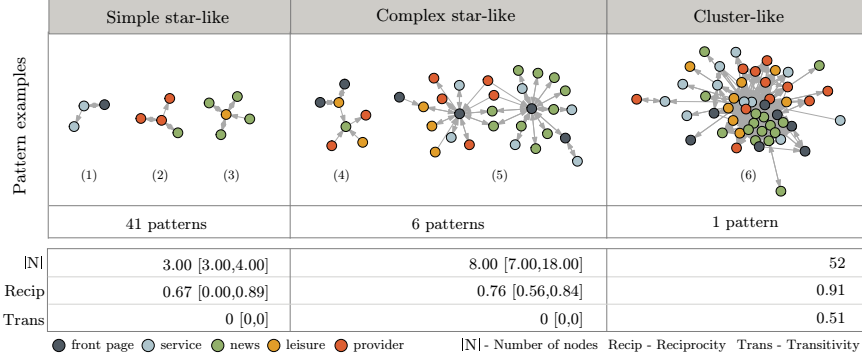 Simple star-like Complex star-like Cluster-like
Pattern examples
(1) (2) (3) (4) (5) (6)
41 patterns 6 patterns 1 pattern
|N| 3.00 [3.00,4.00] 8.00 [7.00,18.00] 52
Recip 0.67 [0.00,0.89] 0.76 [0.56,0.84] 0.91
Trans 0 [0,0] 0 [0,0] 0.51
front page service news leisure provider |N| - Number of nodes Recip - Reciprocity Trans - Transitivity